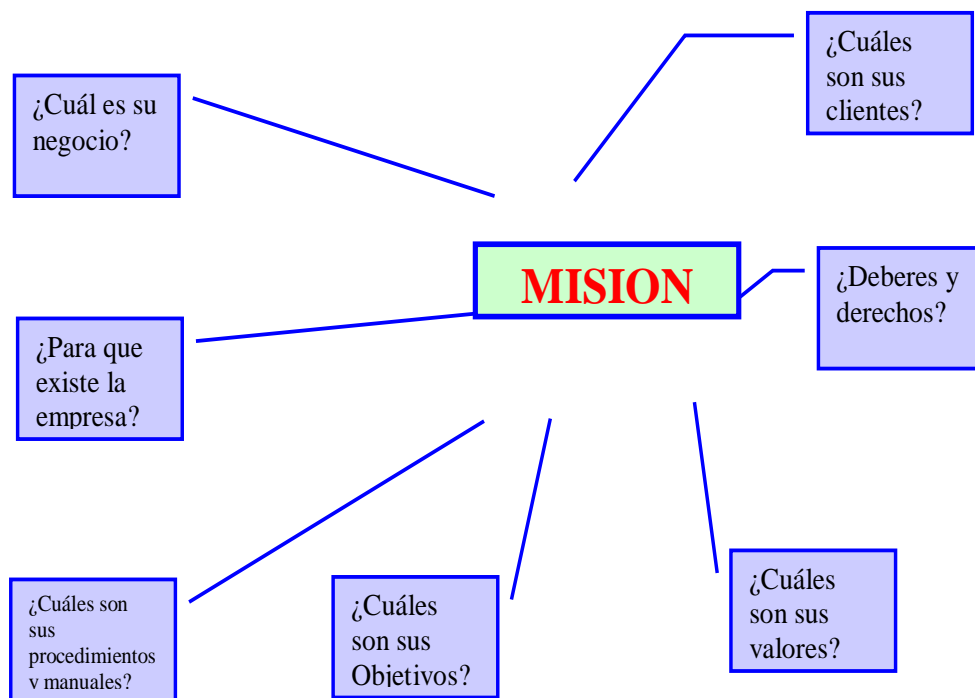 ¿Cuáles
son sus
clientes?
¿Cuál es su
negocio?
MISION
¿Deberes y
derechos?
¿Para que
existe la
empresa?
¿Cuáles son
sus
procedimientos
y manuales?
¿Cuáles
son sus
Objetivos?
¿Cuáles
son sus
valores?